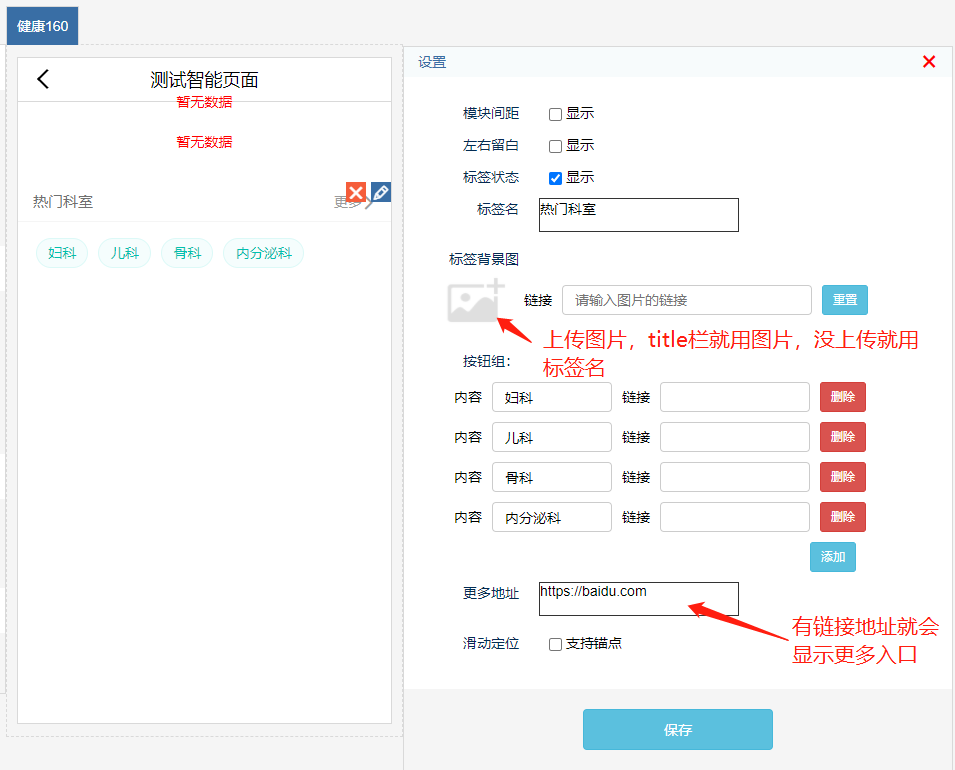 健康160
测试智能页面
暂无数据
暂无数据
热门科室
更多
妇科 儿科 骨科 内分泌科
设置
模块间距 显示
左右留白 显示
标签状态 显示
标签名 热门科室
标签背景图
链接 请输入图片的链接 重置
上传图片，title栏就用图片，没上传就用
标签名
按钮组：
内容 妇科 链接 删除
内容 儿科 链接 删除
内容 骨科 链接 删除
内容 内分泌科 链接 删除
添加
更多地址 https://baidu.com
有链接地址就会
显示更多入口
滑动定位 支持锚点
保存